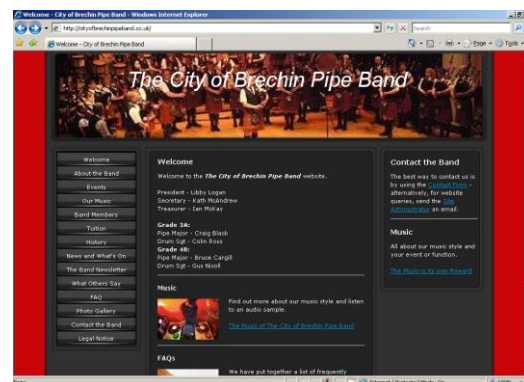 Welcome - City of Brechin Pipe Band - Windows Internet Explorer
http://cityofbrechinpipeband.co.uk/
Search
Welcome - City of Brechin Pipe Band
Page
Tools
The City of Brechin Pipe Band
Welcome
About the Band
Events
Our Music
Band Members
Tuition
History
News and What's On
The Band Newsletter
What Others Say
FAQ
Photo Gallery
Contact the Band
Legal Notice
Welcome
Welcome to the The City of Brechin Pipe Band website.
President - Libby Logan
Secretary - Kath McAndrew
Treasurer - Ian McKay
Grade 3A:
Pipe Major - Craig Black
Drum Sgt - Colin Ross
Grade 4B:
Pipe Major - Bruce Cargill
Drum Sgt - Gus Nicoll
Music
Find out more about our music style and listen
to an audio sample.
The Music of The City of Brechin Pipe Band
FAQs
We have put together a list of frequently
Contact the Band
The best way to contact us is
by using the Contact Form -
alternatively, for website
queries, send the Site
Administrator an email.
Music
All about our music style and
your event or function.
The Music is its own Reward